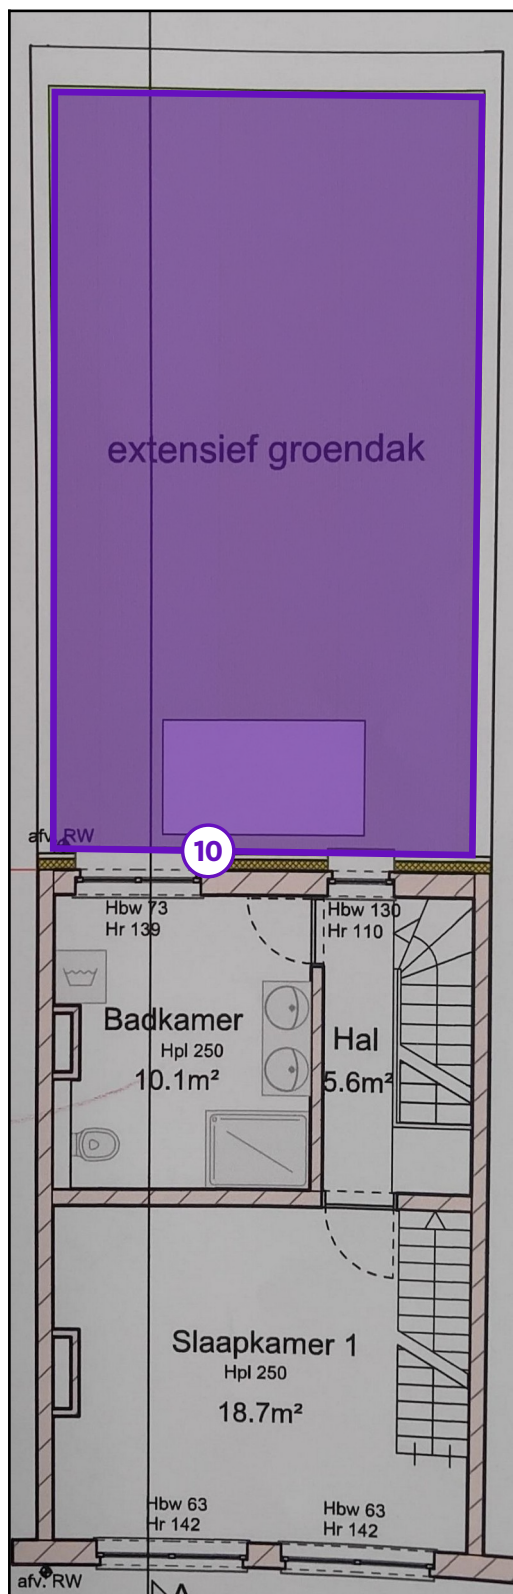 extensief groendak
afv. RW
10
Hbw 73
Hr 139
Hbw 130
Hr 110
Badkamer
Hpl 250
10.1m²
Hal
5.6m²
Slaapkamer 1
Hpl 250
18.7m²
Hbw 63
Hr 142
Hbw 63
Hr 142
afv. RW